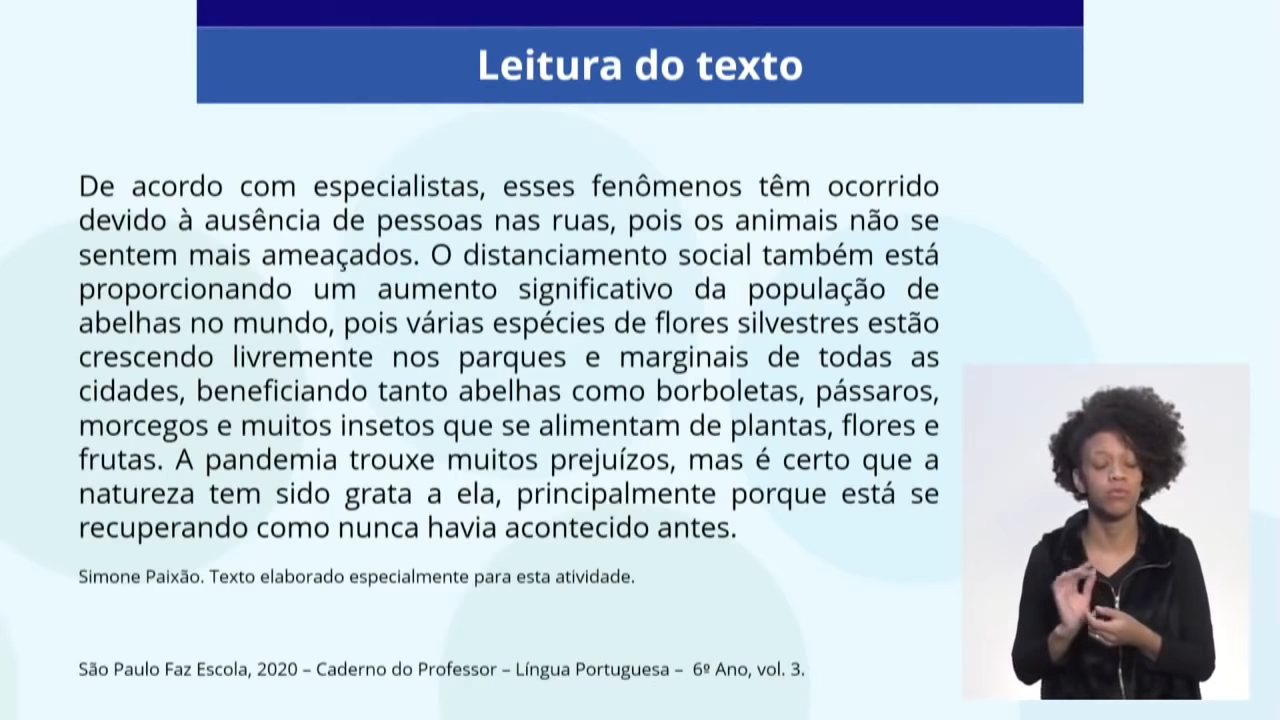 Leitura do texto
De acordo com especialistas, esses fenômenos têm ocorrido
devido à ausência de pessoas nas ruas, pois os animais não se
sentem mais ameaçados. O distanciamento social também está
proporcionando um aumento significativo da população de
abelhas no mundo, pois várias espécies de flores silvestres estão
crescendo livremente nos parques e marginais de todas as
cidades, beneficiando tanto abelhas como borboletas, pássaros,
morcegos e muitos insetos que se alimentam de plantas, flores e
frutas. A pandemia trouxe muitos prejuízos, mas é certo que a
natureza tem sido grata a ela, principalmente porque está se
recuperando como nunca havia acontecido antes.
Simone Paixão. Texto elaborado especialmente para esta atividade.
São Paulo Faz Escola, 2020 – Caderno do Professor – Língua Portuguesa – 6º Ano, vol. 3.